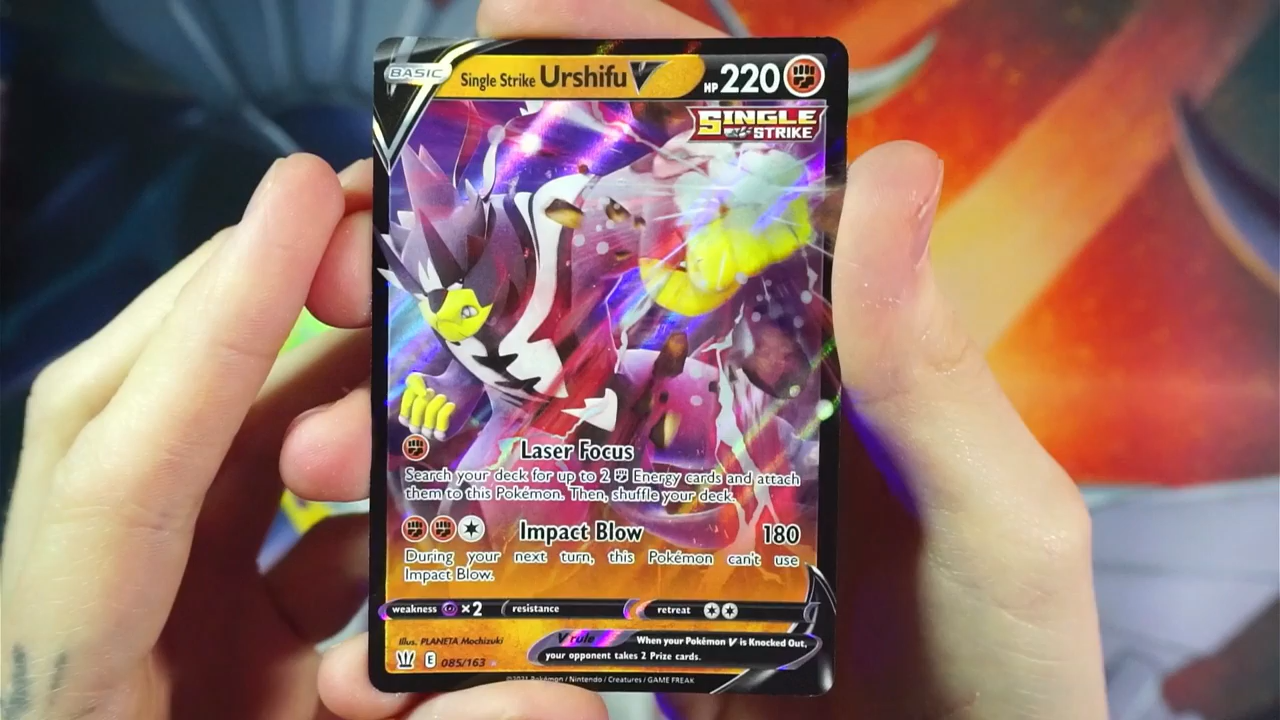 BASIC
Single Strike Urshifu V
HP 220
SINGLE
STRIKE
Laser Focus
Search your deck for up to 2 Energy cards and attach
them to this Pokémon. Then, shuffle your deck.
Impact Blow 180
During your next turn, this Pokémon can't use
Impact Blow.
weakness ×2 resistance retreat
Illus. PLANETA Mochizuki
V rule When your Pokémon V is Knocked Out,
your opponent takes 2 Prize cards.
E 085/163
©2021 Pokémon / Nintendo / Creatures / GAME FREAK